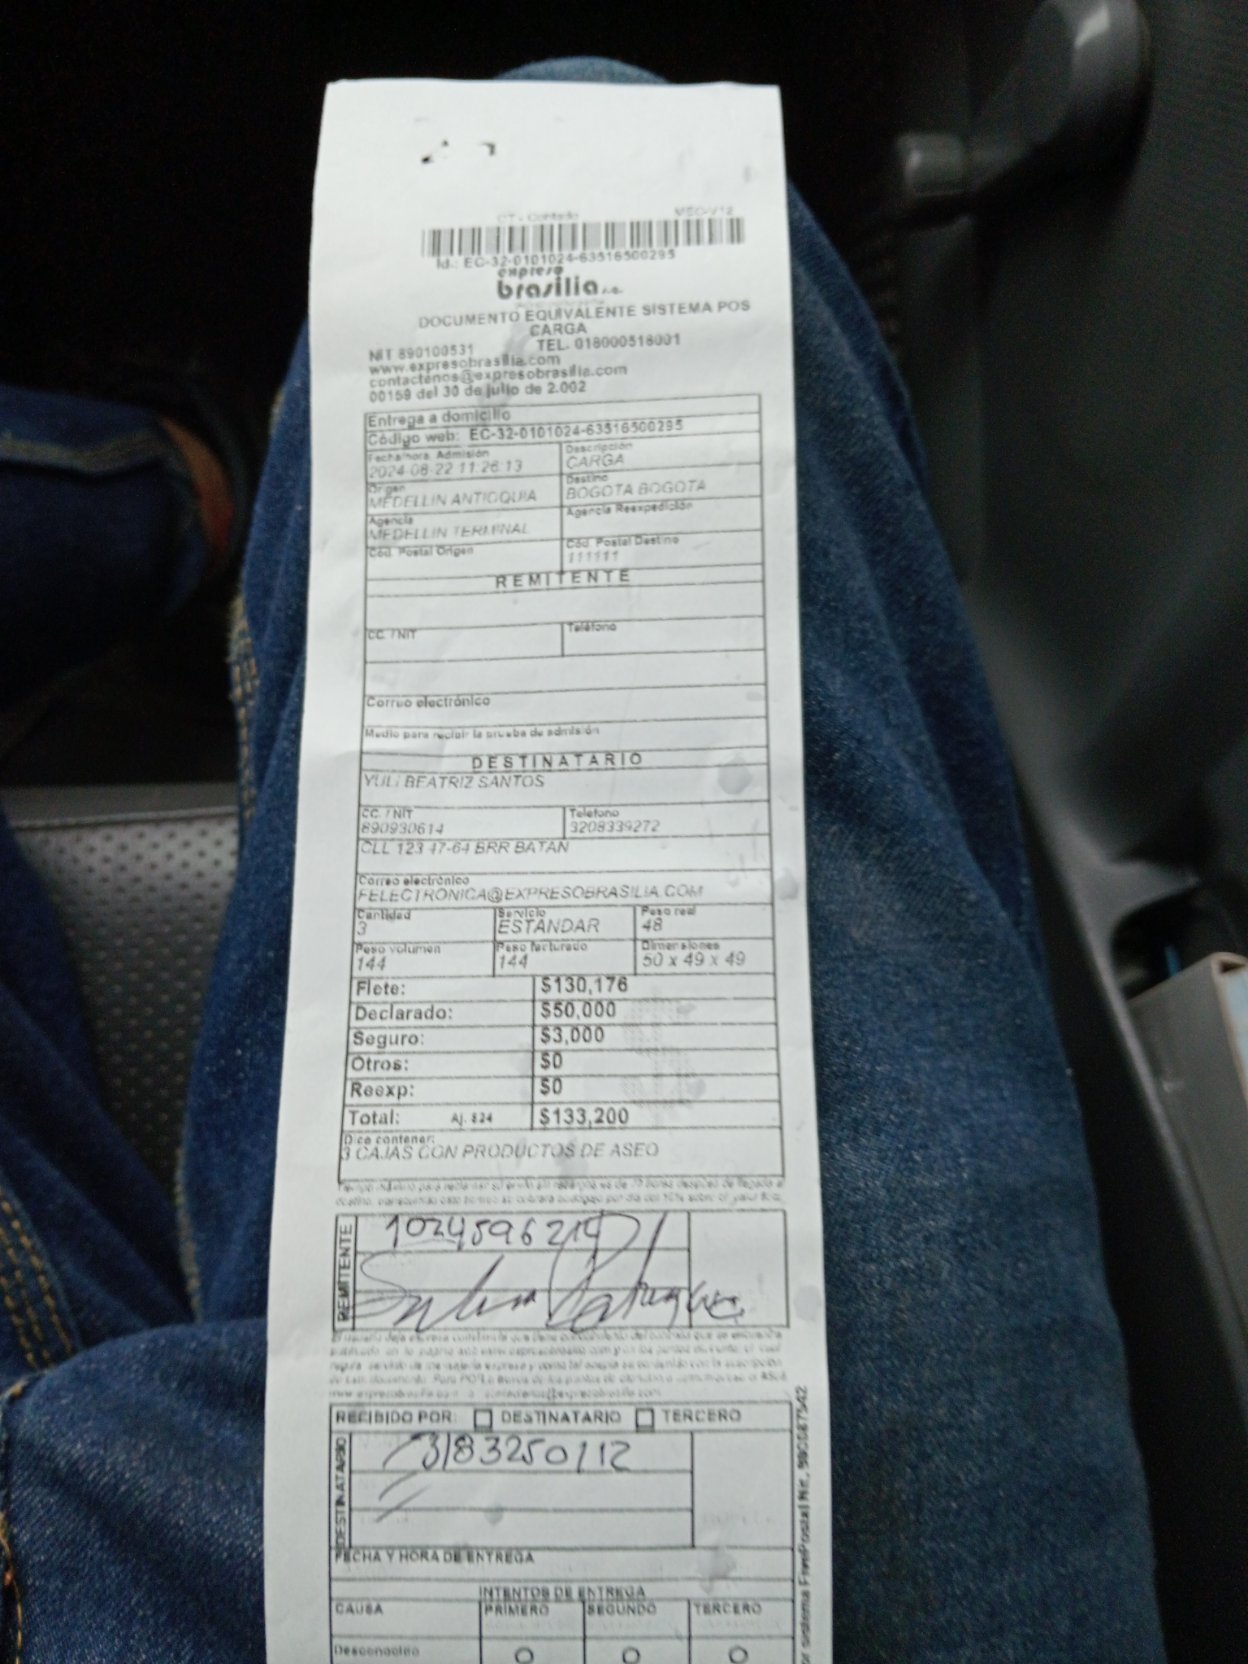 CT - Contado MEC-V12
Id.: EC-32-0101024-63516500295
expreso
brasilia s.a.
DOCUMENTO EQUIVALENTE SISTEMA POS
CARGA
NIT 890100531 TEL. 018000518001
www.expresobrasilia.com
contactenos@expresobrasilia.com
00159 del 30 de julio de 2.002
Entrega a domicilio
Código web: EC-32-0101024-63516500295
Fecha/hora Admisión Descripción
2024-08-22 11:26:13 CARGA
Origen Destino
MEDELLIN ANTIOQUIA BOGOTA BOGOTA
Agencia Agencia Reexpedición
MEDELLIN TERMINAL
Cód. Postal Origen Cód. Postal Destino
111111
REMITENTE
CC. / NIT Teléfono
Correo electrónico
Medio para recibir la prueba de admisión
DESTINATARIO
YULI BEATRIZ SANTOS
CC. / NIT Teléfono
890930614 3208339272
CLL 123 47-64 BRR BATAN
Correo electrónico
FELECTRONICA@EXPRESOBRASILIA.COM
Cantidad Servicio Peso real
3 ESTANDAR 48
Peso volumen Peso facturado Dimensiones
144 144 50 x 49 x 49
Flete: $130,176
Declarado: $50,000
Seguro: $3,000
Otros: $0
Reexp: $0
Total: Aj. 824 $133,200
Dice contener:
3 CAJAS CON PRODUCTOS DE ASEO
REMITENTE
1024596214
RECIBIDO POR: DESTINATARIO TERCERO
DESTINATARIO
3183250112
FECHA Y HORA DE ENTREGA
INTENTOS DE ENTREGA
CAUSA PRIMERO SEGUNDO TERCERO
Desconocido